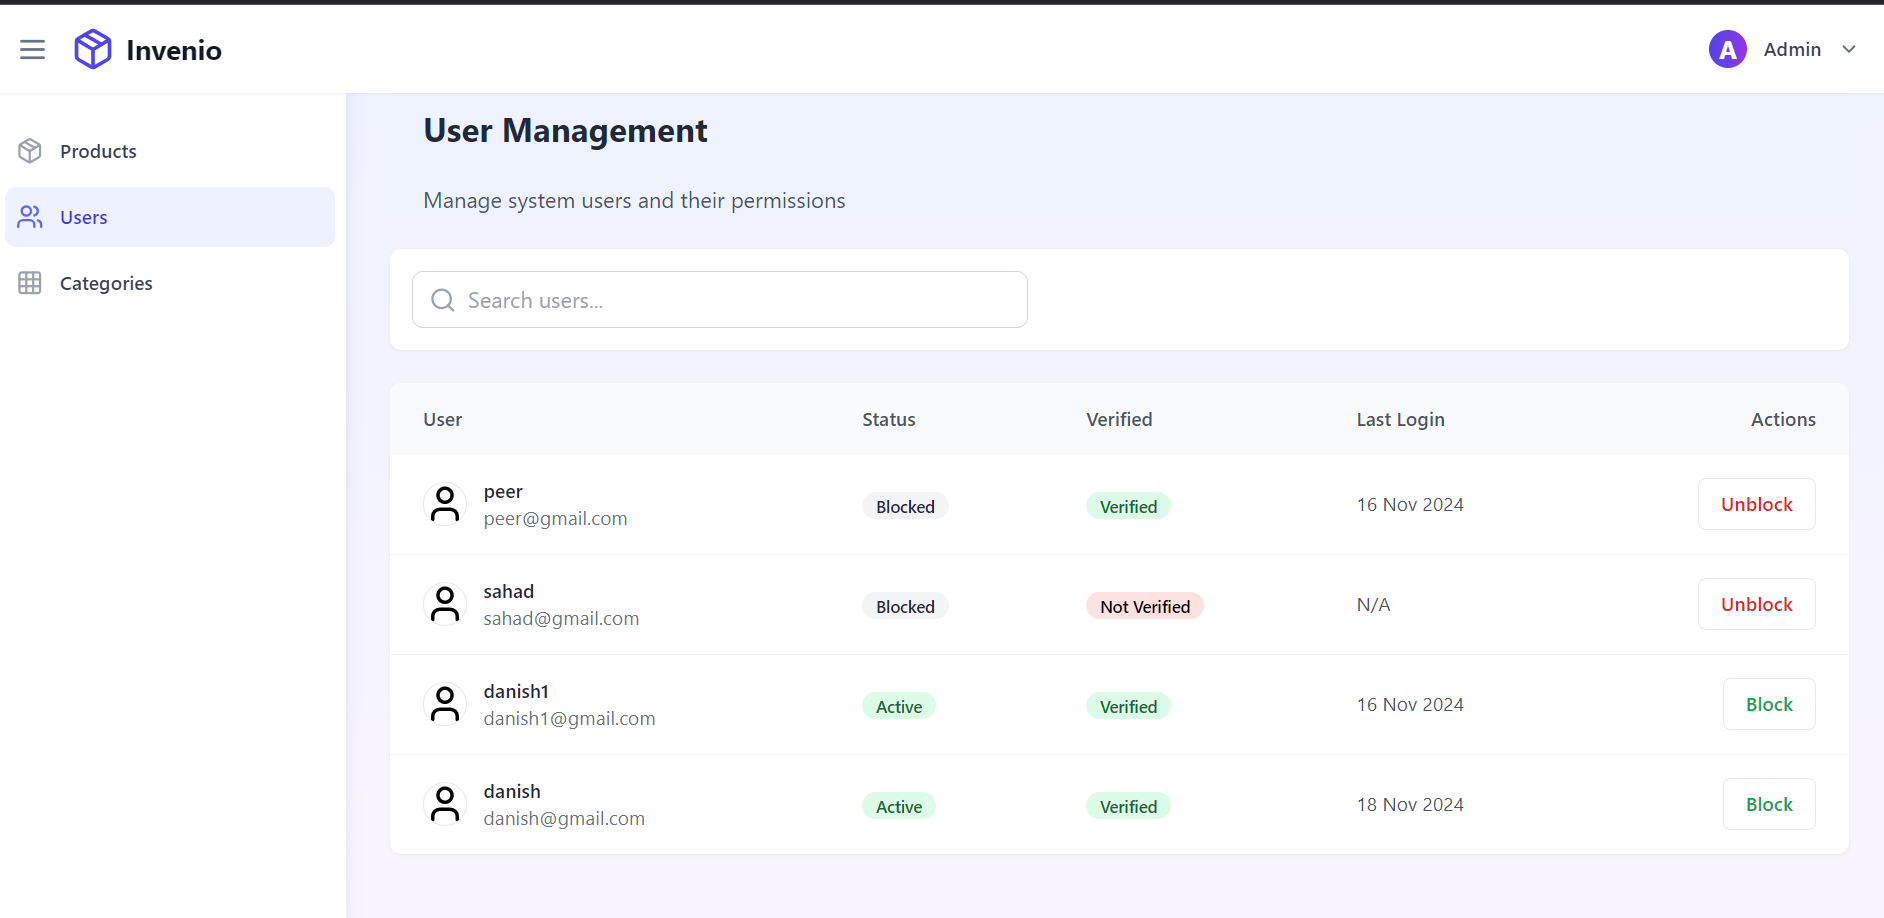 Invenio
A Admin
Products
Users
Categories
User Management
Manage system users and their permissions
Search users...
User Status Verified Last Login Actions
peer
peer@gmail.com
Blocked Verified 16 Nov 2024 Unblock
sahad
sahad@gmail.com
Blocked Not Verified N/A Unblock
danish1
danish1@gmail.com
Active Verified 16 Nov 2024 Block
danish
danish@gmail.com
Active Verified 18 Nov 2024 Block